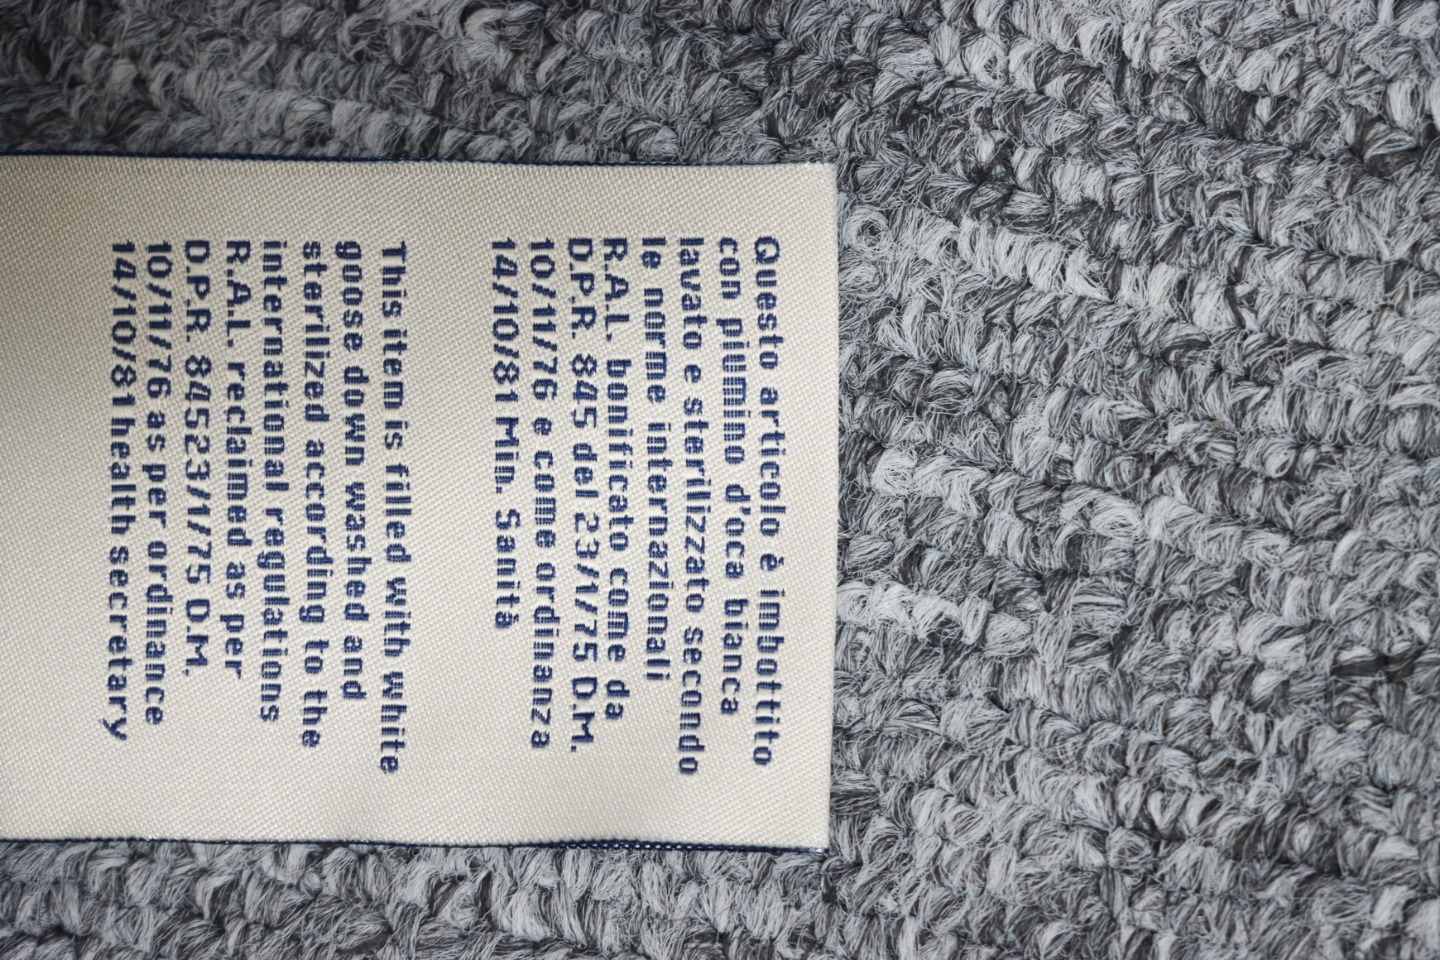 Questo articolo é imbottito
con piumino d'oca bianca
lavato e sterilizzato secondo
le norme internazionali
R.A.L. bonificato come da
D.P.R. 845 del 23/1/75 D.M.
10/11/76 e come ordinanza
14/10/81 Min. Sanitá
This item is filled with white
goose down washed and
sterilized according to the
international regulations
R.A.L. reclaimed as per
D.P.R. 84523/1/75 D.M.
10/11/76 as per ordinance
14/10/81 health secretary